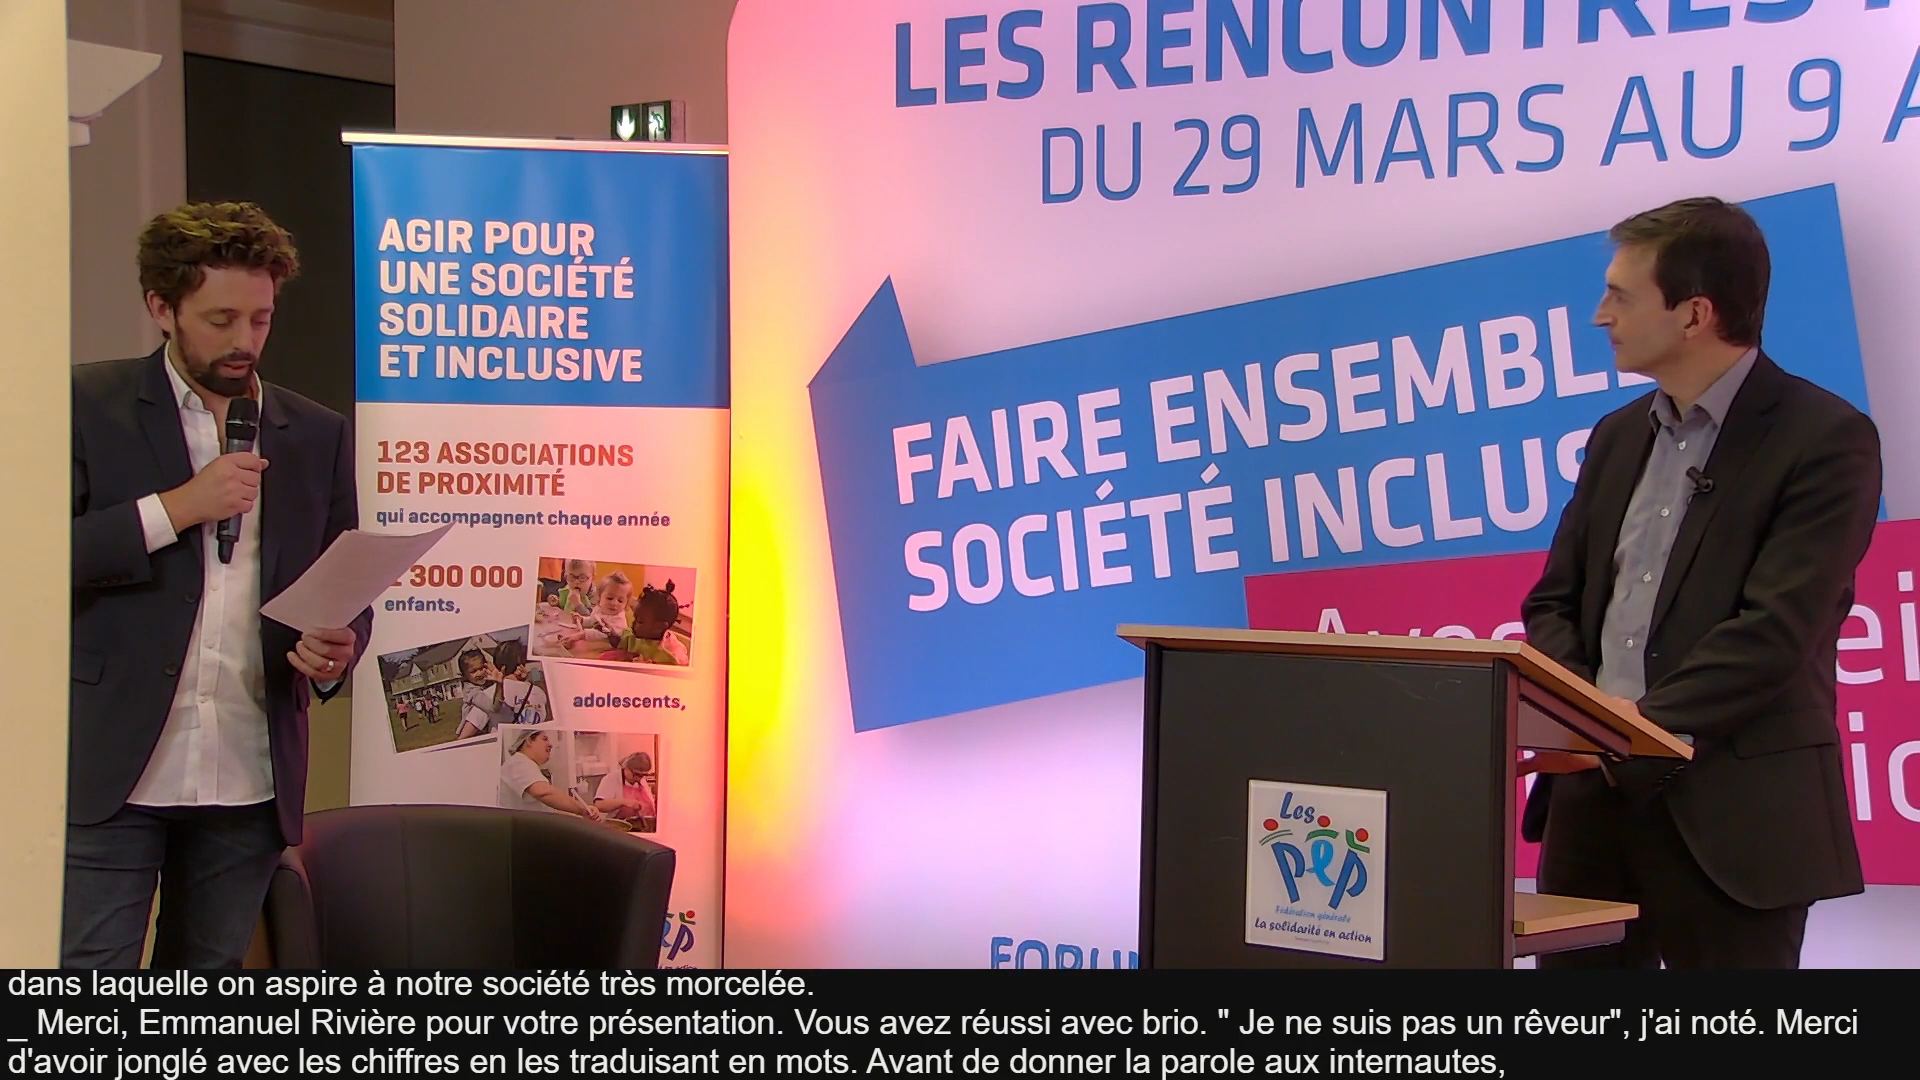 LES RENCONTRES
DU 29 MARS AU 9
AGIR POUR
UNE SOCIÉTÉ
SOLIDAIRE
ET INCLUSIVE
123 ASSOCIATIONS
DE PROXIMITÉ
qui accompagnent chaque année
300 000
enfants,
adolescents,
FAIRE ENSEMBLE
SOCIÉTÉ INCLUS
Les
pep
Fédération générale
La solidarité en action
dans laquelle on aspire à notre société très morcelée.
_ Merci, Emmanuel Rivière pour votre présentation. Vous avez réussi avec brio. " Je ne suis pas un rêveur", j'ai noté. Merci
d'avoir jonglé avec les chiffres en les traduisant en mots. Avant de donner la parole aux internautes,